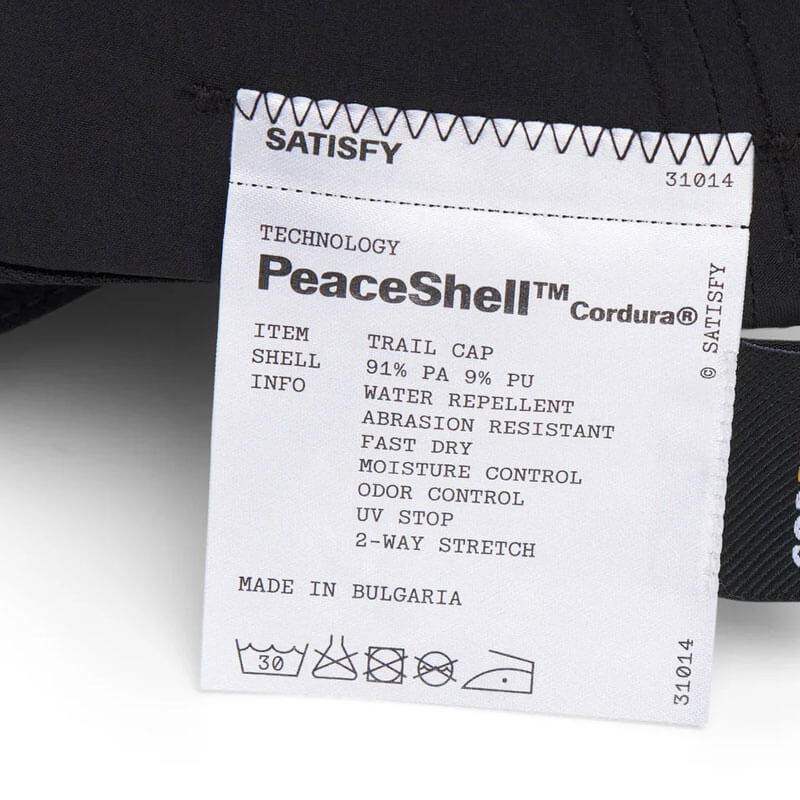 SATISFY
31014
TECHNOLOGY
PeaceShell™ Cordura®
© SATISFY
ITEM TRAIL CAP
SHELL 91% PA 9% PU
INFO WATER REPELLENT
ABRASION RESISTANT
FAST DRY
MOISTURE CONTROL
ODOR CONTROL
UV STOP
2-WAY STRETCH
MADE IN BULGARIA
30
31014